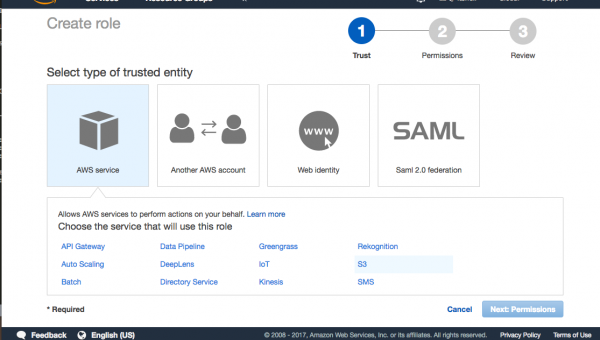 Create role
1
2
3
Trust
Permissions
Review
Select type of trusted entity
AWS service
Another AWS account
www
Web identity
SAML
Saml 2.0 federation
Allows AWS services to perform actions on your behalf. Learn more
Choose the service that will use this role
API Gateway Data Pipeline Greengrass Rekognition
Auto Scaling DeepLens IoT S3
Batch Directory Service Kinesis SMS
* Required Cancel Next: Permissions
Feedback English (US) © 2008 - 2017, Amazon Web Services, Inc. or its affiliates. All rights reserved. Privacy Policy Terms of Use